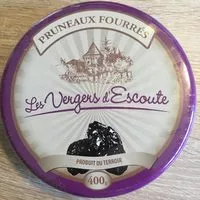 PRUNEAUX FOURRÉS
Les Vergers d'Escoute
PRODUIT DU TERROIR
400g